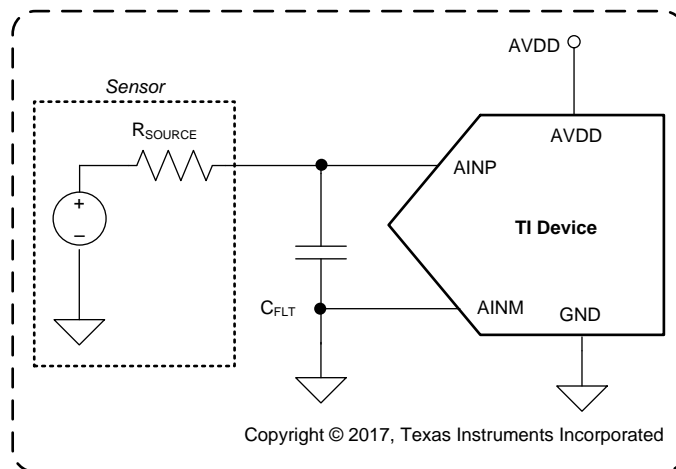 AVDD
Sensor
RSOURCE
AVDD
AINP
+
−
TI Device
CFLT
AINM
GND
Copyright © 2017, Texas Instruments Incorporated